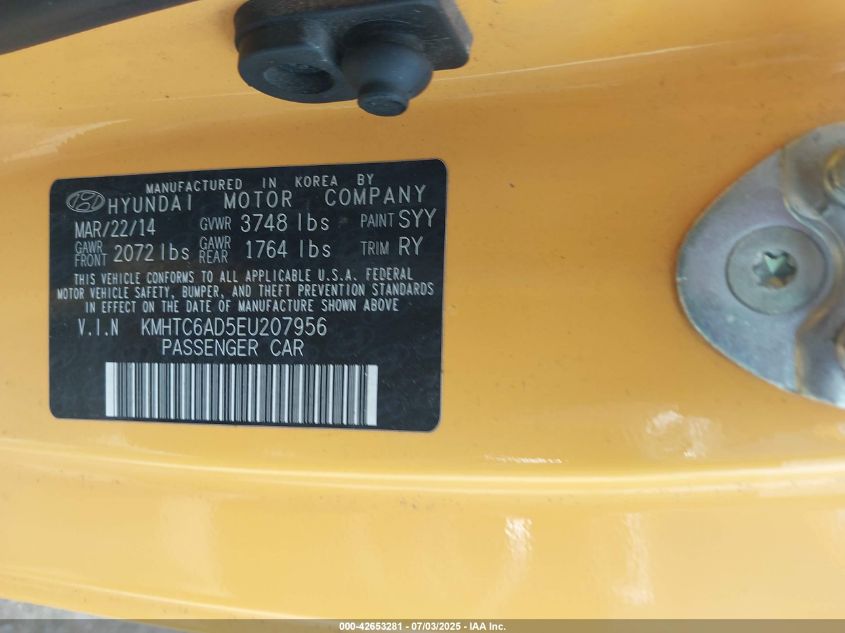 MANUFACTURED IN KOREA BY
HYUNDAI MOTOR COMPANY
MAR/22/14 GVWR 3748 lbs PAINT SYY
GAWR FRONT 2072 lbs GAWR REAR 1764 lbs TRIM RY
THIS VEHICLE CONFORMS TO ALL APPLICABLE U.S.A. FEDERAL
MOTOR VEHICLE SAFETY, BUMPER, AND THEFT PREVENTION STANDARDS
IN EFFECT ON THE DATE OF MANUFACTURE SHOWN ABOVE
V.I.N KMHTC6AD5EU207956
PASSENGER CAR
000-42653281 - 07/03/2025 - IAA Inc.